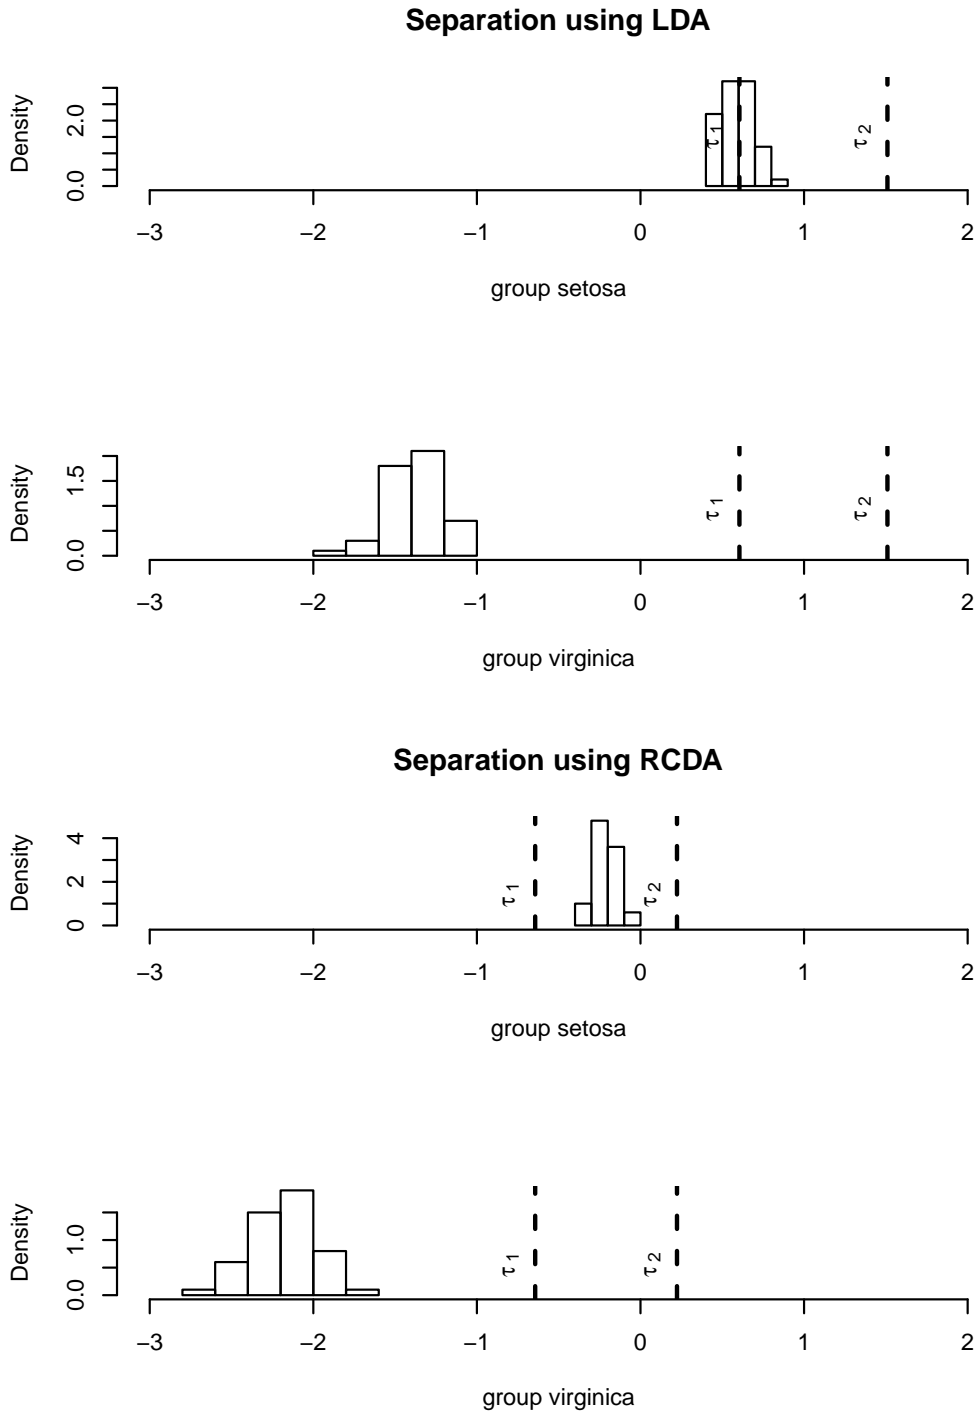 Separation using LDA
Density
0.0 2.0
τ1 τ2
−3 −2 −1 0 1 2
group setosa
Density
0.0 1.5
τ1 τ2
−3 −2 −1 0 1 2
group virginica
Separation using RCDA
Density
0 2 4
τ1 τ2
−3 −2 −1 0 1 2
group setosa
Density
0.0 1.0
τ1 τ2
−3 −2 −1 0 1 2
group virginica